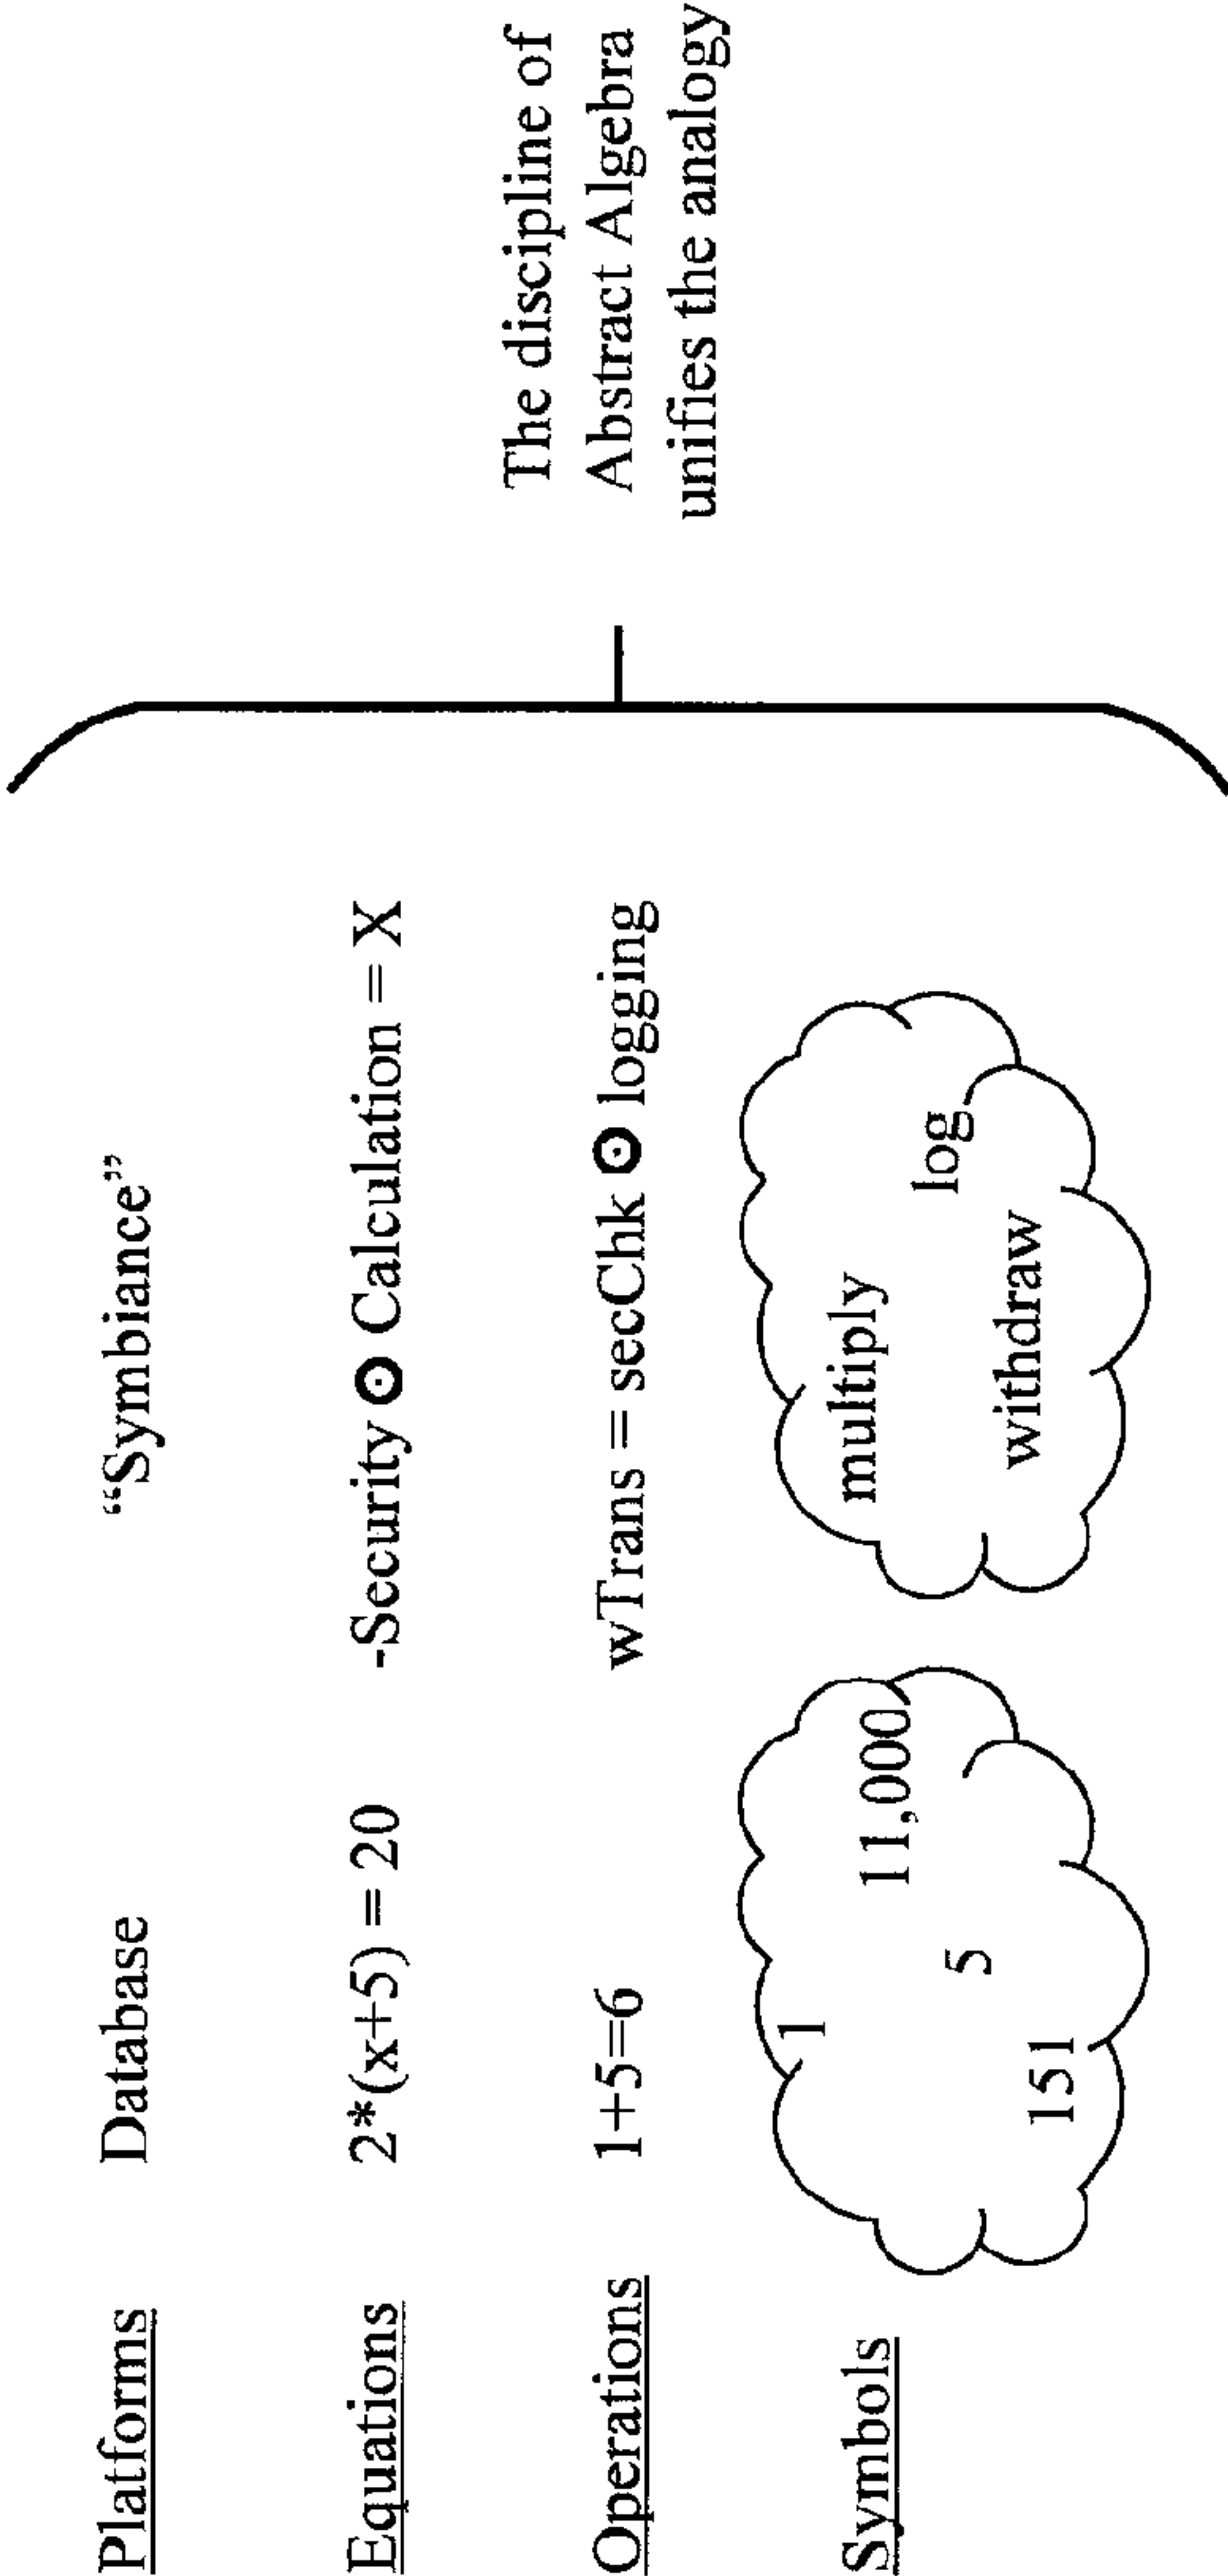 Platforms Database “Symbiance”
Equations 2*(x+5) = 20 -Security ⊙ Calculation = X
Operations 1+5=6 wTrans = secChk ⊙ logging
Symbols
1
11,000
5
151
multiply
log
withdraw
The discipline of
Abstract Algebra
unifies the analogy